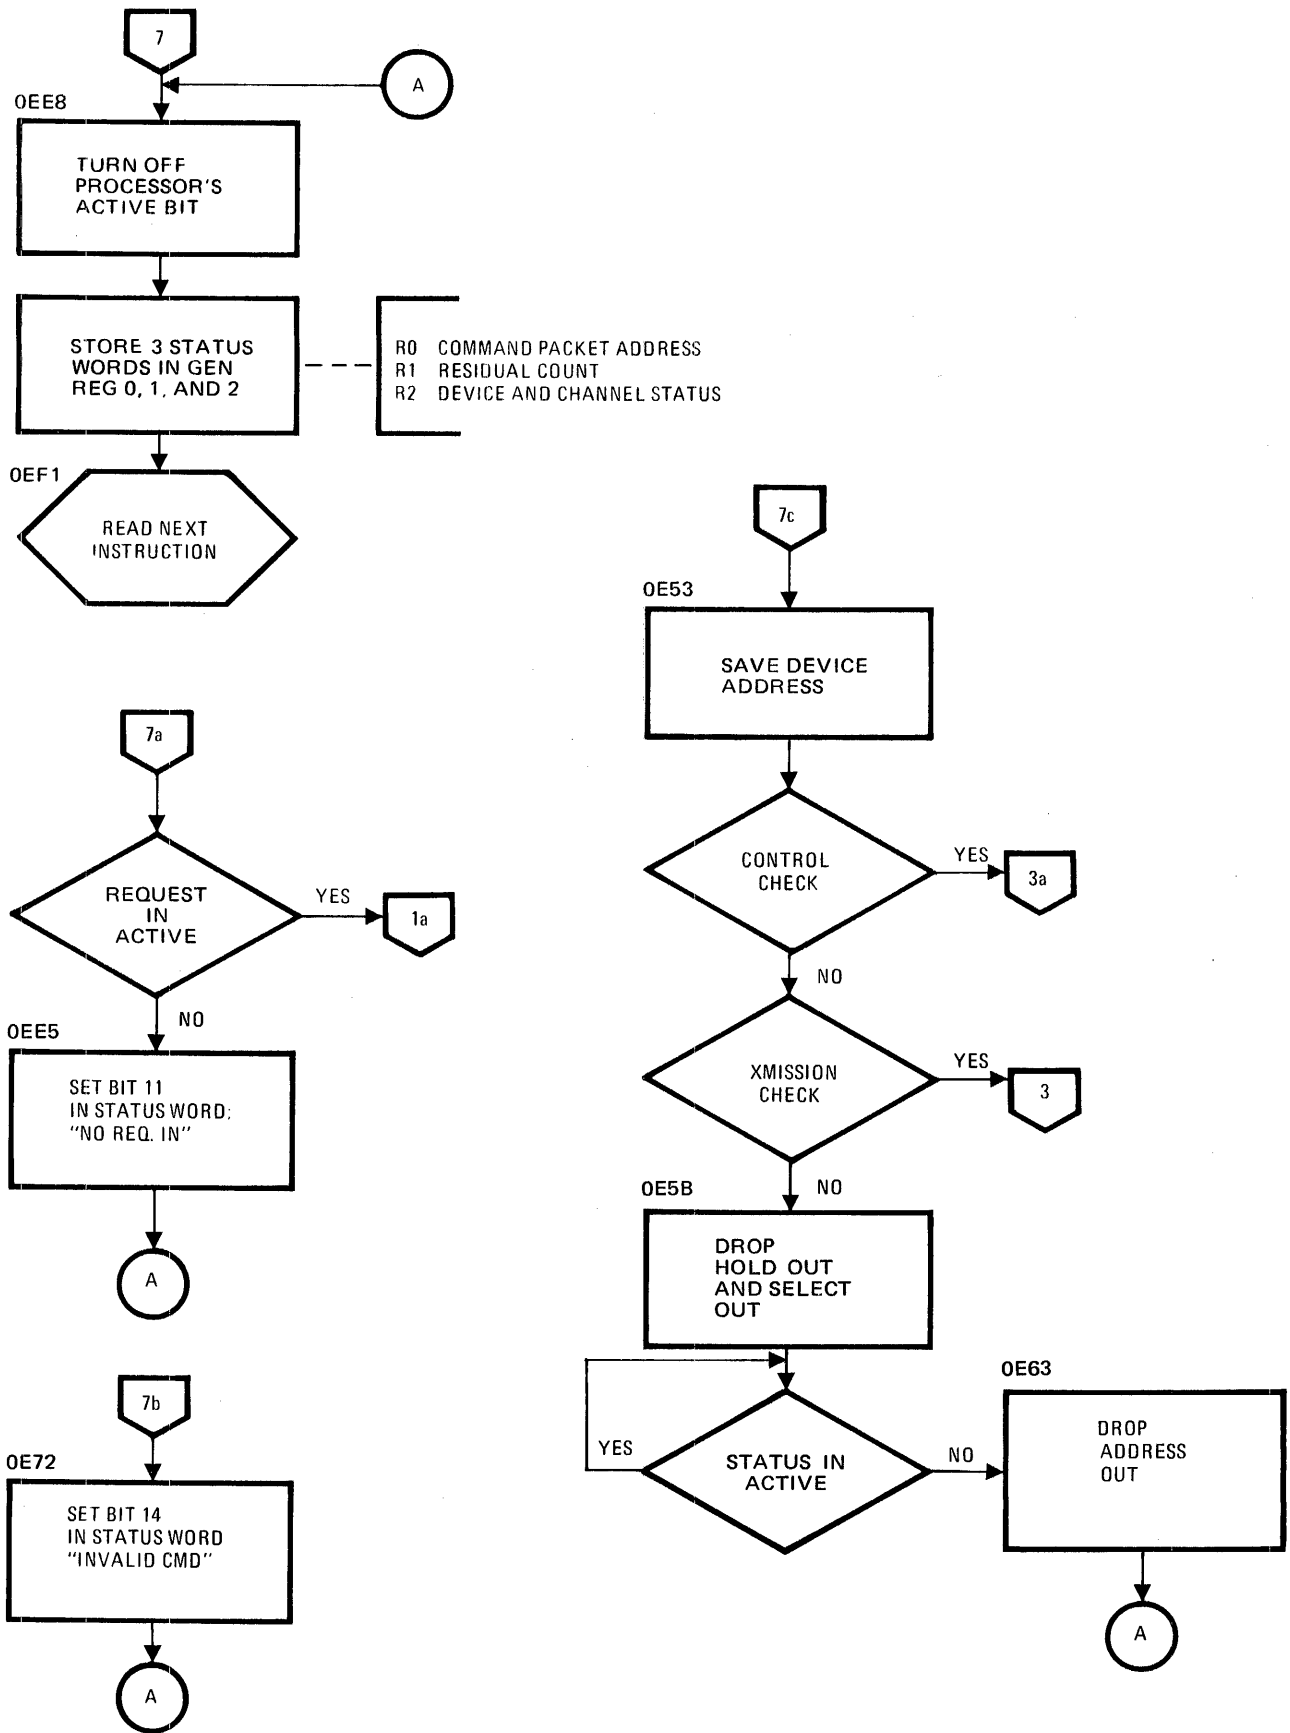 7
A
0EE8
TURN OFF
PROCESSOR'S
ACTIVE BIT
STORE 3 STATUS
WORDS IN GEN
REG 0, 1, AND 2
R0 COMMAND PACKET ADDRESS
R1 RESIDUAL COUNT
R2 DEVICE AND CHANNEL STATUS
0EF1
READ NEXT
INSTRUCTION
7a
REQUEST
IN
ACTIVE
YES
1a
NO
0EE5
SET BIT 11
IN STATUS WORD;
"NO REQ. IN"
A
7b
0E72
SET BIT 14
IN STATUS WORD
"INVALID CMD"
A
7c
0E53
SAVE DEVICE
ADDRESS
CONTROL
CHECK
YES
3a
NO
XMISSION
CHECK
YES
3
NO
0E5B
DROP
HOLD OUT
AND SELECT
OUT
YES
STATUS IN
ACTIVE
NO
0E63
DROP
ADDRESS
OUT
A